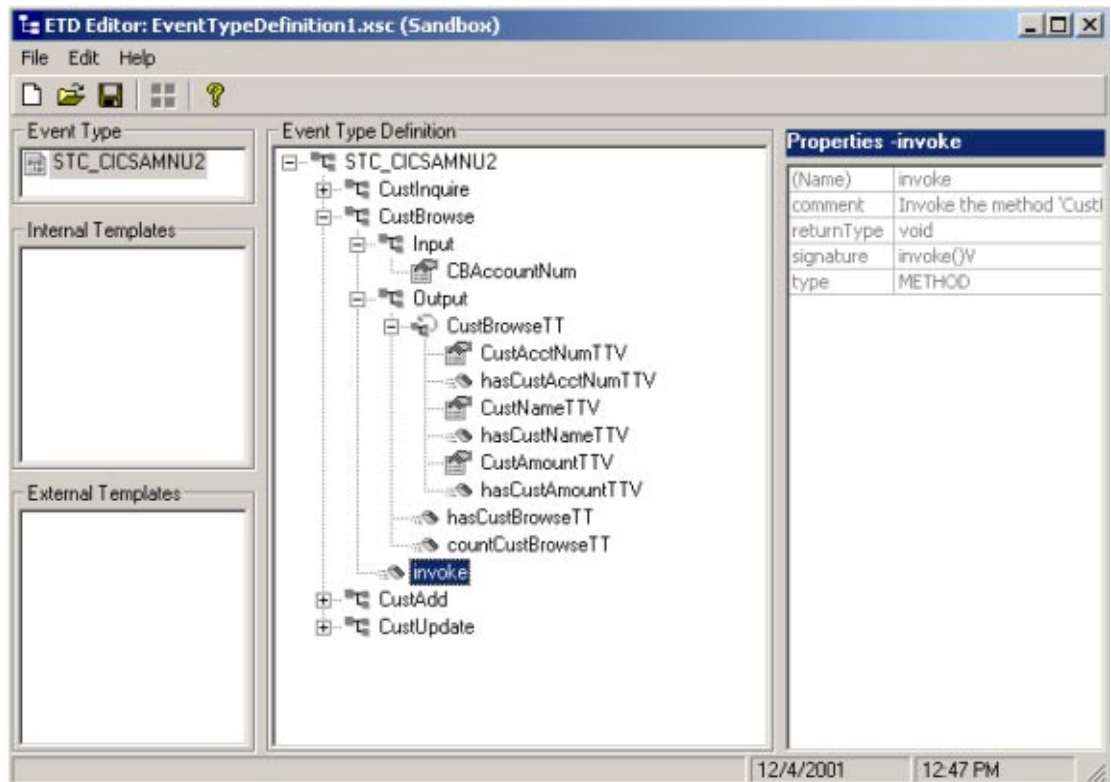 ETD Editor: EventTypeDefinition1.xsc (Sandbox)
File Edit Help
Event Type
STC_CICSAMNU2
Internal Templates
External Templates
Event Type Definition
STC_CICSAMNU2
CustInquire
CustBrowse
Input
CBAccountNum
Output
CustBrowseTT
CustAcctNumTTV
hasCustAcctNumTTV
CustNameTTV
hasCustNameTTV
CustAmountTTV
hasCustAmountTTV
hasCustBrowseTT
countCustBrowseTT
invoke
CustAdd
CustUpdate
Properties -invoke
(Name) invoke
comment Invoke the method 'Cust
returnType void
signature invoke()V
type METHOD
12/4/2001 12:47 PM